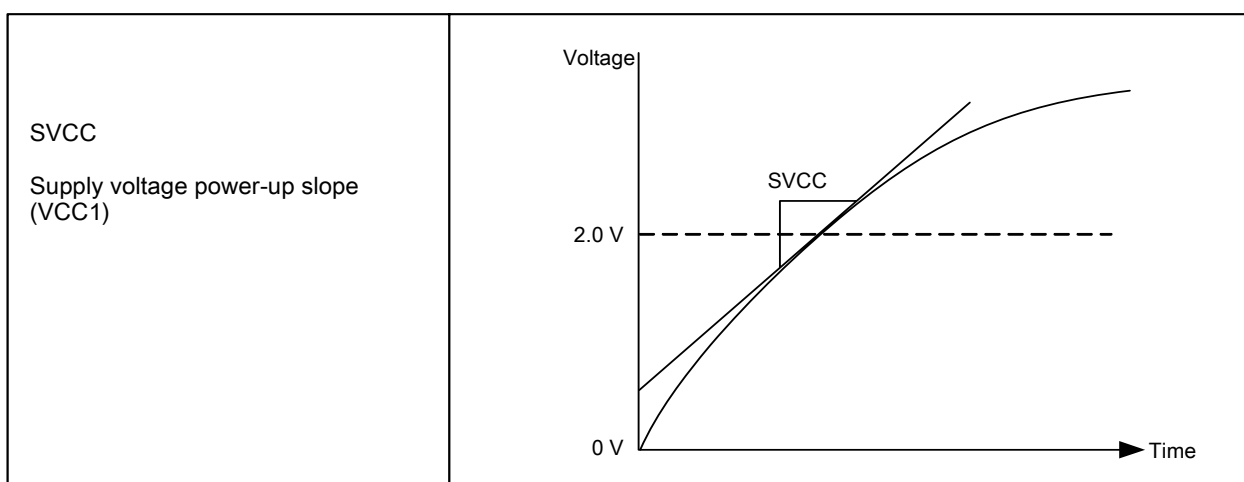 SVCC
Supply voltage power-up slope
(VCC1)
Voltage
SVCC
2.0 V
0 V
Time